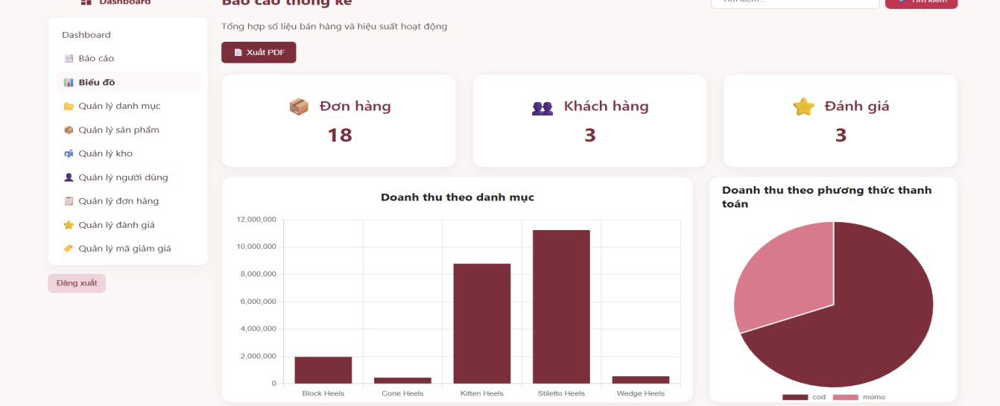 Dashboard
Báo cáo thống kê
Tìm kiếm...
Tìm kiếm
Dashboard
Báo cáo
Biểu đồ
Quản lý danh mục
Quản lý sản phẩm
Quản lý kho
Quản lý người dùng
Quản lý đơn hàng
Quản lý đánh giá
Quản lý mã giảm giá
Đăng xuất
Tổng hợp số liệu bán hàng và hiệu suất hoạt động
Xuất PDF
Đơn hàng
18
Khách hàng
3
Đánh giá
3
Doanh thu theo danh mục
12,000,000
10,000,000
8,000,000
6,000,000
4,000,000
2,000,000
0
Block Heels
Cone Heels
Kitten Heels
Stiletto Heels
Wedge Heels
Doanh thu theo phương thức thanh
toán
cod
momo